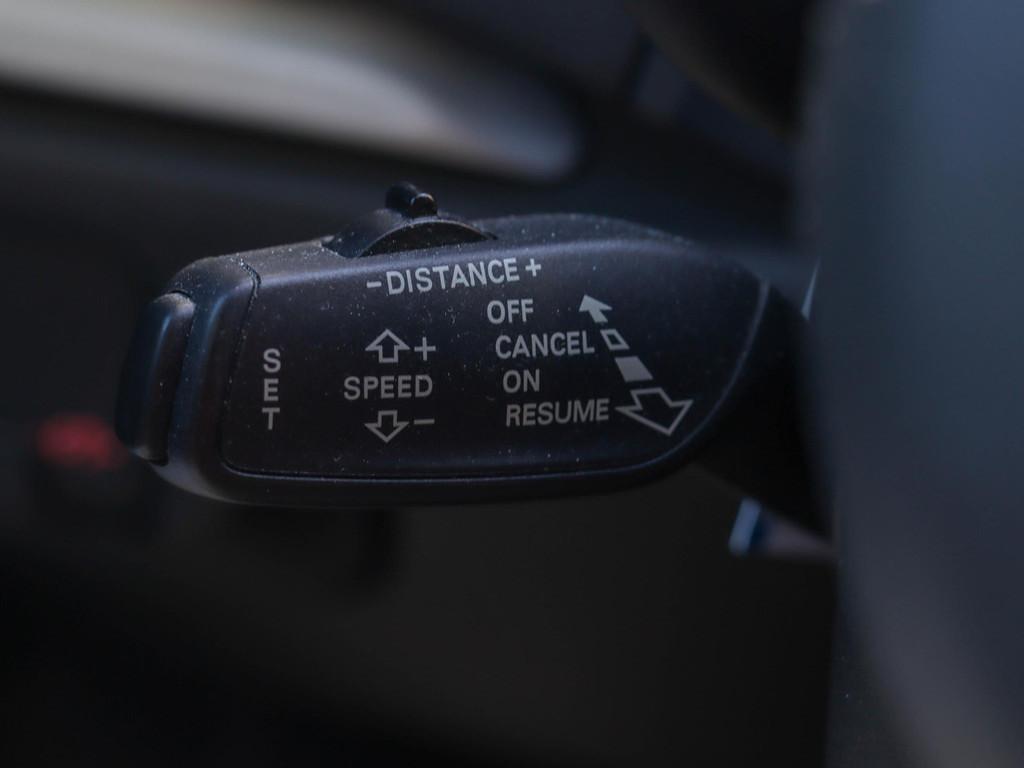 -DISTANCE+
OFF
CANCEL
ON
RESUME
+
SPEED
-
SET